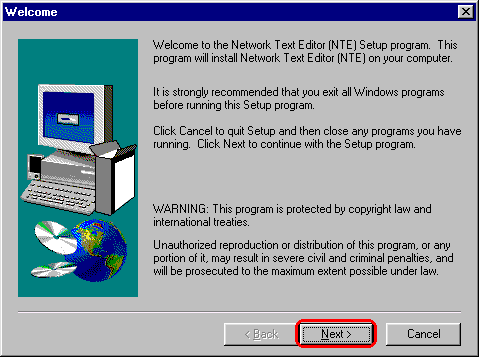 Welcome
Welcome to the Network Text Editor (NTE) Setup program.  This
program will install Network Text Editor (NTE) on your computer.
It is strongly recommended that you exit all Windows programs
before running this Setup program.
Click Cancel to quit Setup and then close any programs you have
running.  Click Next to continue with the Setup program.
WARNING: This program is protected by copyright law and
international treaties.
Unauthorized reproduction or distribution of this program, or any
portion of it, may result in severe civil and criminal penalties, and
will be prosecuted to the maximum extent possible under law.
< Back
Next >
Cancel